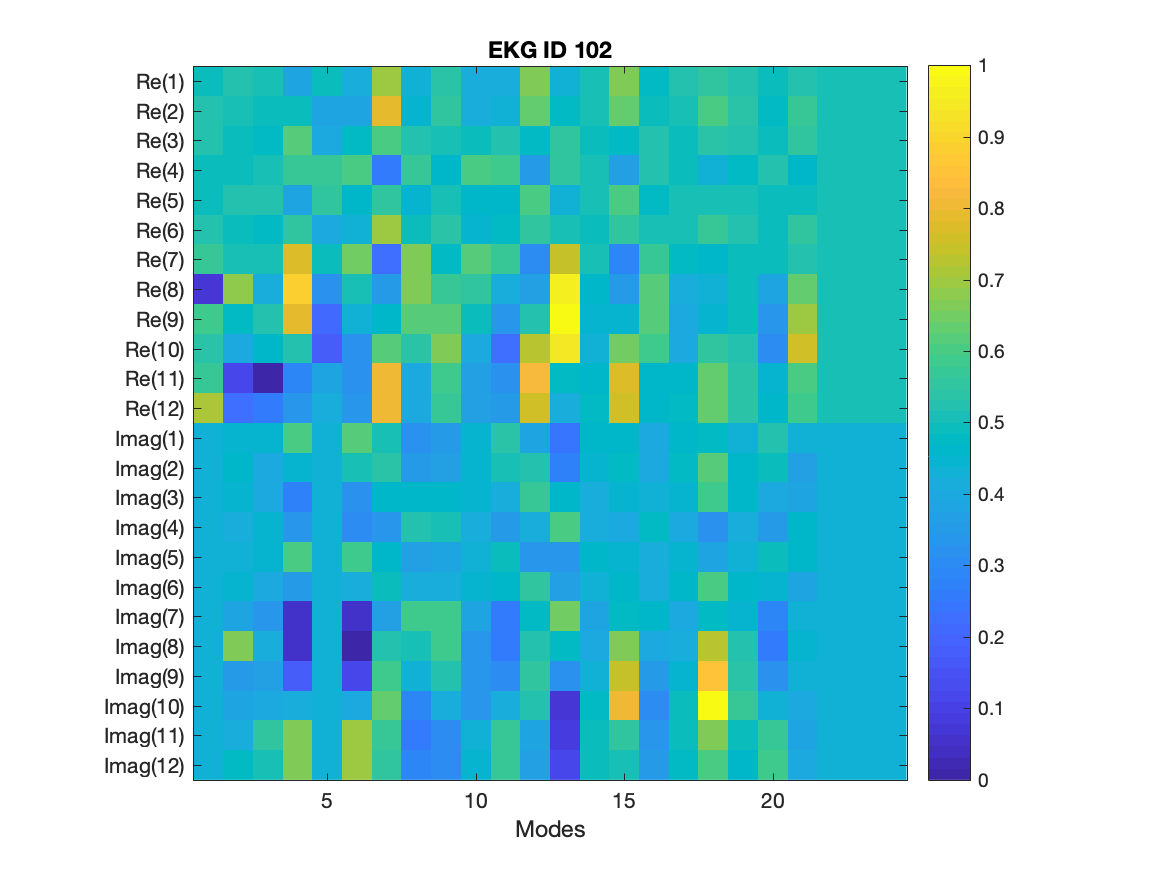 EKG ID 102
Re(1)
Re(2)
Re(3)
Re(4)
Re(5)
Re(6)
Re(7)
Re(8)
Re(9)
Re(10)
Re(11)
Re(12)
Imag(1)
Imag(2)
Imag(3)
Imag(4)
Imag(5)
Imag(6)
Imag(7)
Imag(8)
Imag(9)
Imag(10)
Imag(11)
Imag(12)
5 10 15 20
Modes
1
0.9
0.8
0.7
0.6
0.5
0.4
0.3
0.2
0.1
0